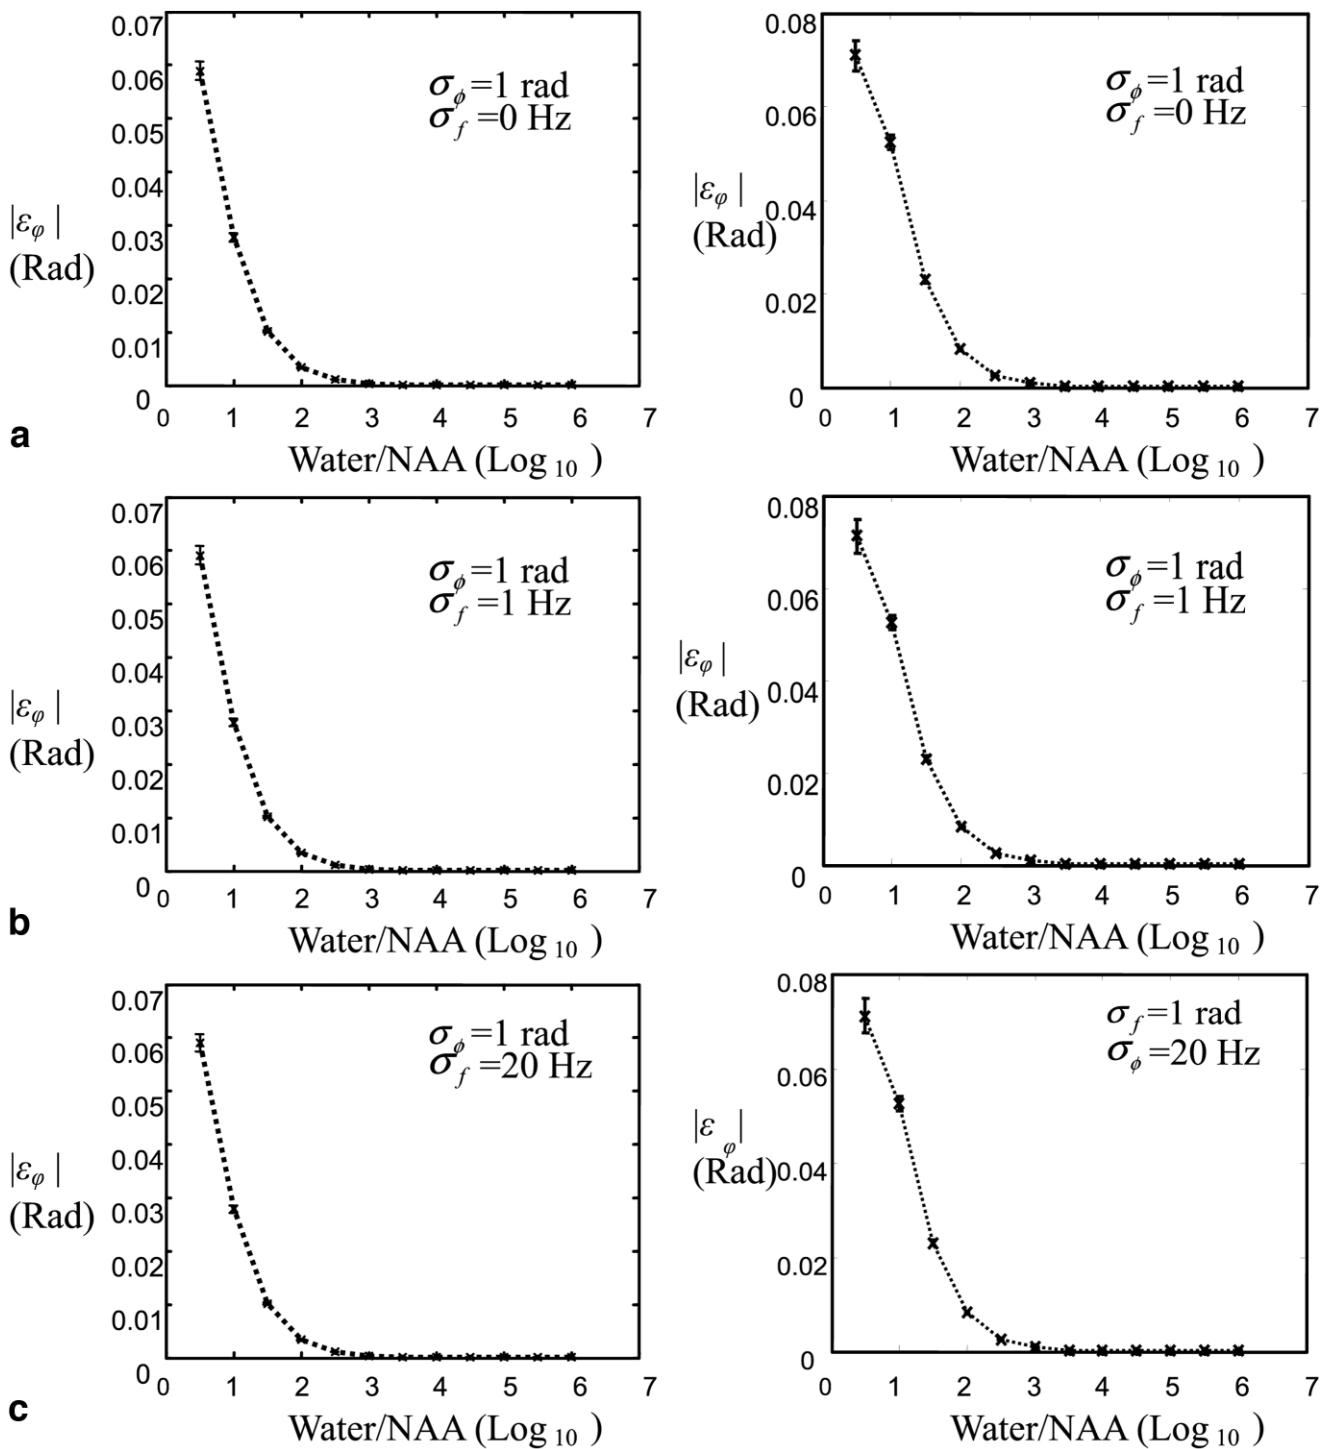 0.07
0.06
0.05
0.04
0.03
0.02
0.01
0
|εφ|
(Rad)
σϕ=1 rad
σf=0 Hz
0 1 2 3 4 5 6 7
Water/NAA (Log 10 )
0.08
0.06
0.04
0.02
0
|εφ|
(Rad)
σϕ=1 rad
σf=0 Hz
0 1 2 3 4 5 6 7
Water/NAA (Log 10 )
a
0.07
0.06
0.05
0.04
0.03
0.02
0.01
0
|εφ|
(Rad)
σϕ=1 rad
σf=1 Hz
0 1 2 3 4 5 6 7
Water/NAA (Log 10 )
0.08
0.06
0.04
0.02
0
|εφ|
(Rad)
σϕ=1 rad
σf=1 Hz
0 1 2 3 4 5 6 7
Water/NAA (Log 10 )
b
0.07
0.06
0.05
0.04
0.03
0.02
0.01
0
|εφ|
(Rad)
σϕ=1 rad
σf=20 Hz
0 1 2 3 4 5 6 7
Water/NAA (Log 10 )
0.08
0.06
0.04
0.02
0
|εφ|
(Rad)
σf=1 rad
σϕ=20 Hz
0 1 2 3 4 5 6 7
Water/NAA (Log 10 )
c